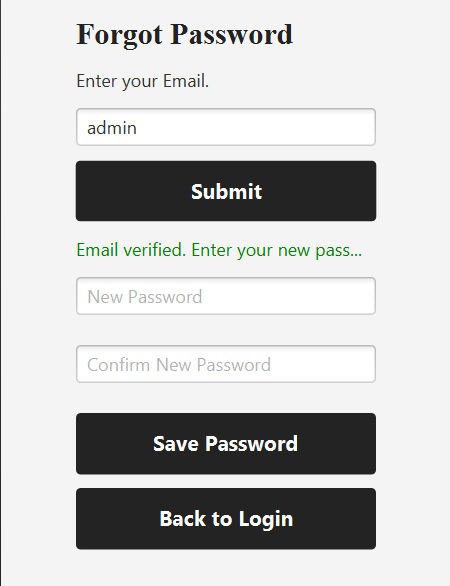 Forgot Password
Enter your Email.
admin
Submit
Email verified. Enter your new pass...
New Password
Confirm New Password
Save Password
Back to Login